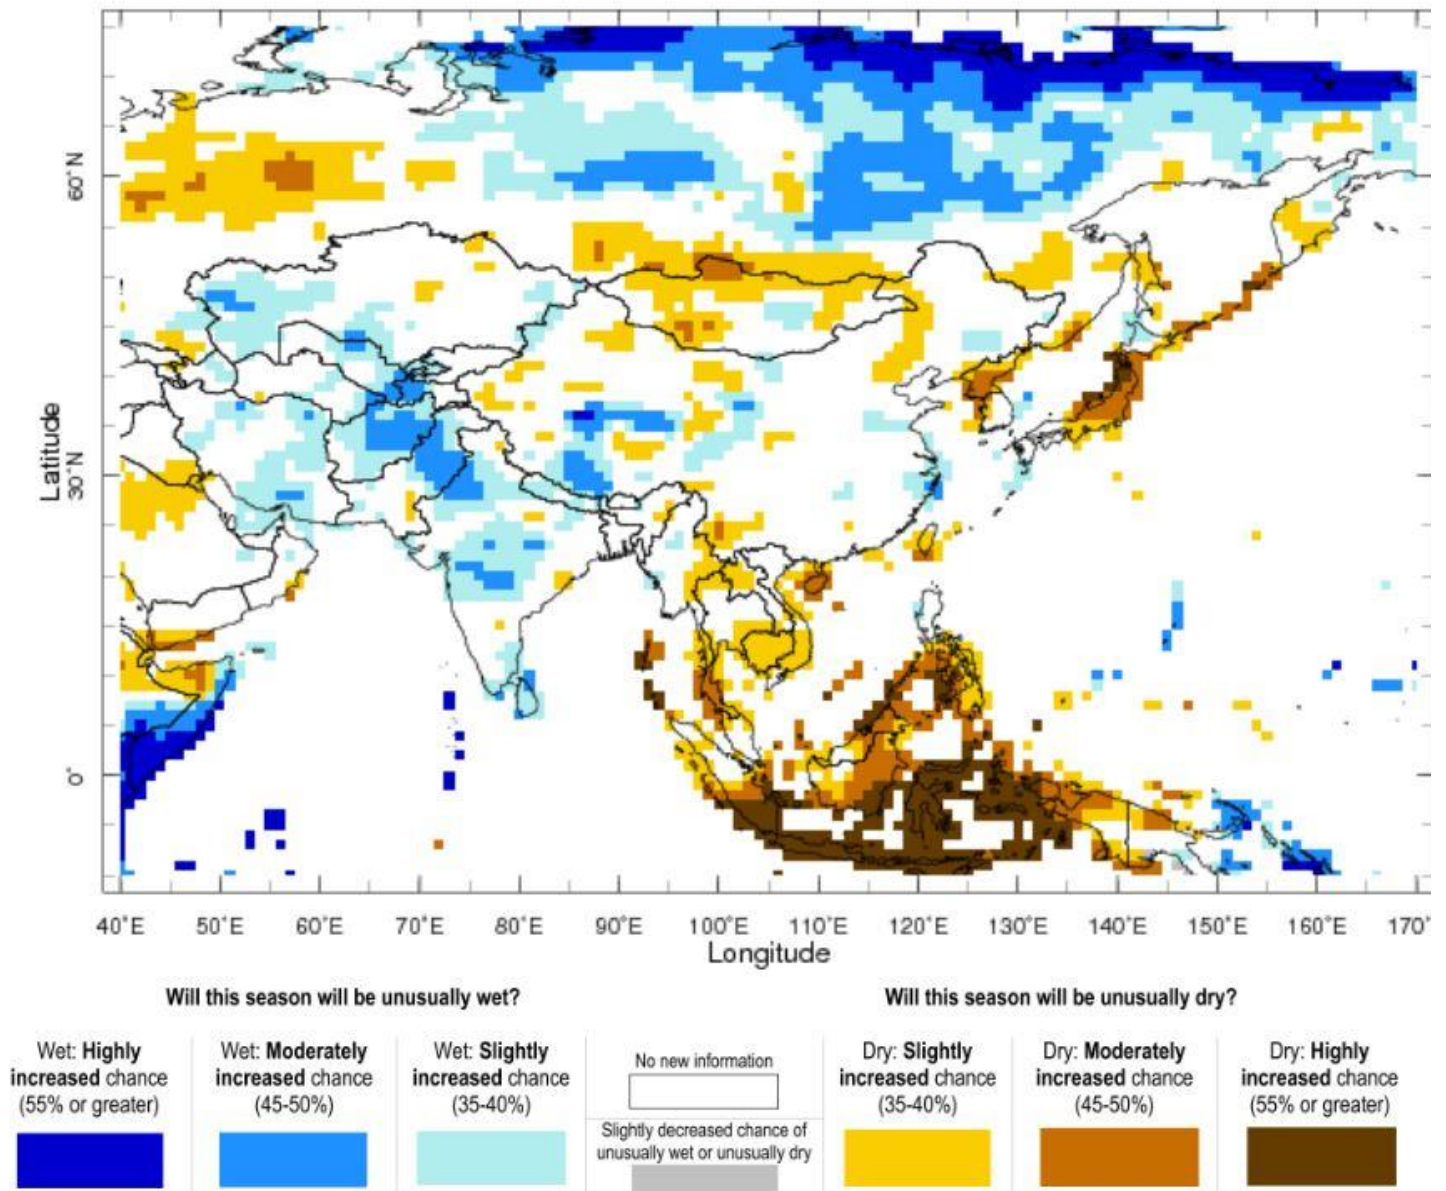 60°N
30°N
0°
Latitude
40°E 50°E 60°E 70°E 80°E 90°E 100°E 110°E 120°E 130°E 140°E 150°E 160°E 170°
Longitude
Will this season will be unusually wet?
Will this season will be unusually dry?
Wet: Highly
increased chance
(55% or greater)
Wet: Moderately
increased chance
(45-50%)
Wet: Slightly
increased chance
(35-40%)
No new information
Slightly decreased chance of
unusually wet or unusually dry
Dry: Slightly
increased chance
(35-40%)
Dry: Moderately
increased chance
(45-50%)
Dry: Highly
increased chance
(55% or greater)